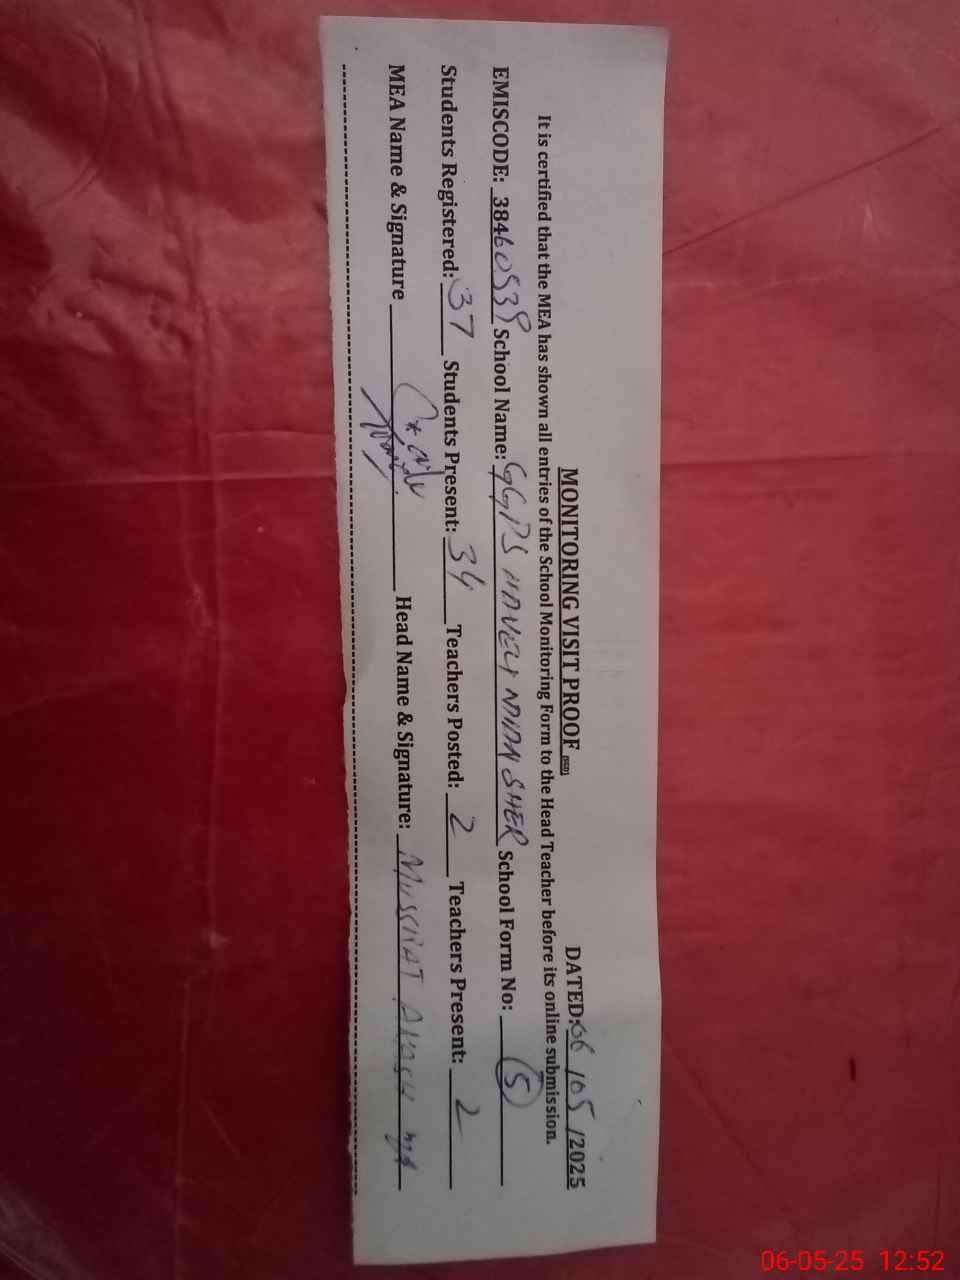 MONITORING VISIT PROOF
DATED: 06/05/2025
It is certified that the MEA has shown all entries of the School Monitoring Form to the Head Teacher before its online submission.
EMISCODE: 38460539 School Name: GGPS HAVELI MIAN SHER School Form No: 5
Students Registered: 37 Students Present: 34 Teachers Posted: 2 Teachers Present: 2
MEA Name & Signature Head Name & Signature: MUSSRAT
06-05-25 12:52